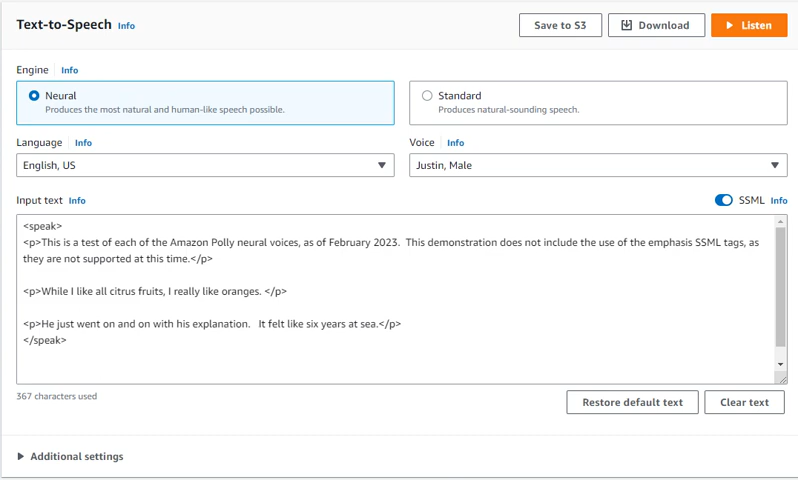 Text-to-Speech Info Save to S3 Download Listen
Engine Info
Neural
Produces the most natural and human-like speech possible.
Standard
Produces natural-sounding speech.
Language Info
English, US
Voice Info
Justin, Male
Input text Info SSML Info
<speak>
<p>This is a test of each of the Amazon Polly neural voices, as of February 2023.  This demonstration does not include the use of the emphasis SSML tags, as
they are not supported at this time.</p>
<p>While I like all citrus fruits, I really like oranges. </p>
<p>He just went on and on with his explanation.   It felt like six years at sea.</p>
</speak>
367 characters used
Restore default text Clear text
Additional settings